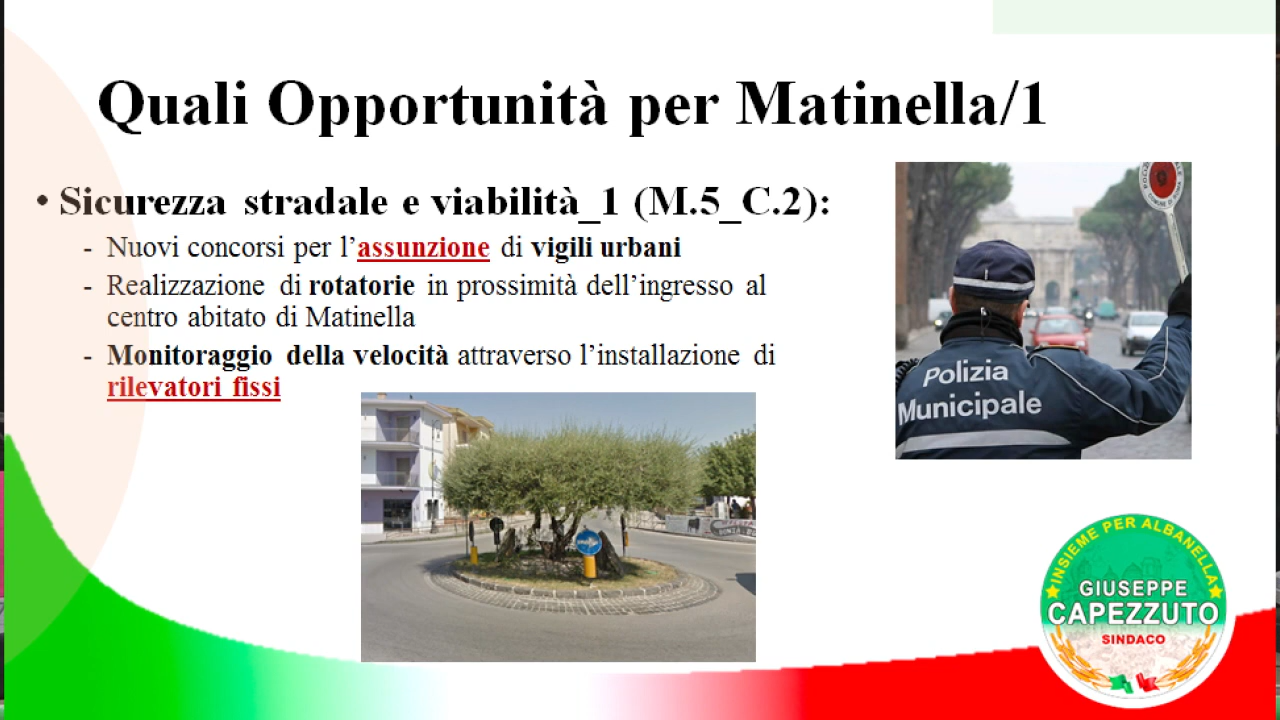 Quali Opportunità per Matinella/1
• Sicurezza stradale e viabilità_1 (M.5_C.2):
- Nuovi concorsi per l’assunzione di vigili urbani
- Realizzazione di rotatorie in prossimità dell’ingresso al
centro abitato di Matinella
- Monitoraggio della velocità attraverso l’installazione di
rilevatori fissi
Polizia
Municipale
INSIEME PER ALBANELLA
GIUSEPPE
CAPEZZUTO
SINDACO